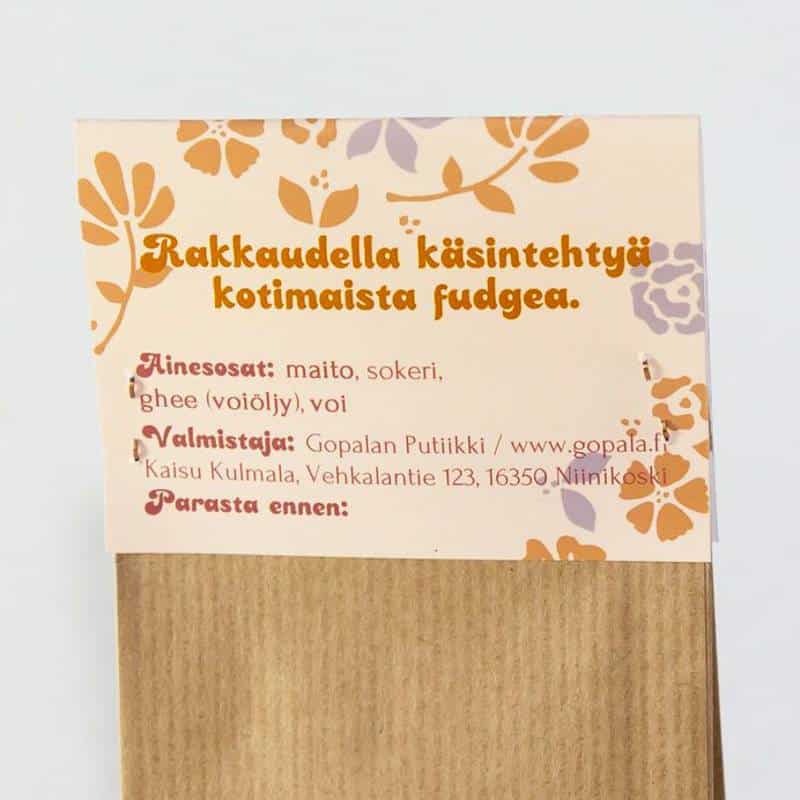 Rakkaudella käsintehtyä
kotimaista fudgea.
Ainesosat: maito, sokeri,
ghee (voiöljy), voi
Valmistaja: Gopalan Putiikki / www.gopala.fi
Kaisu Kulmala, Vehkalantie 123, 16350 Niinikoski
Parasta ennen: